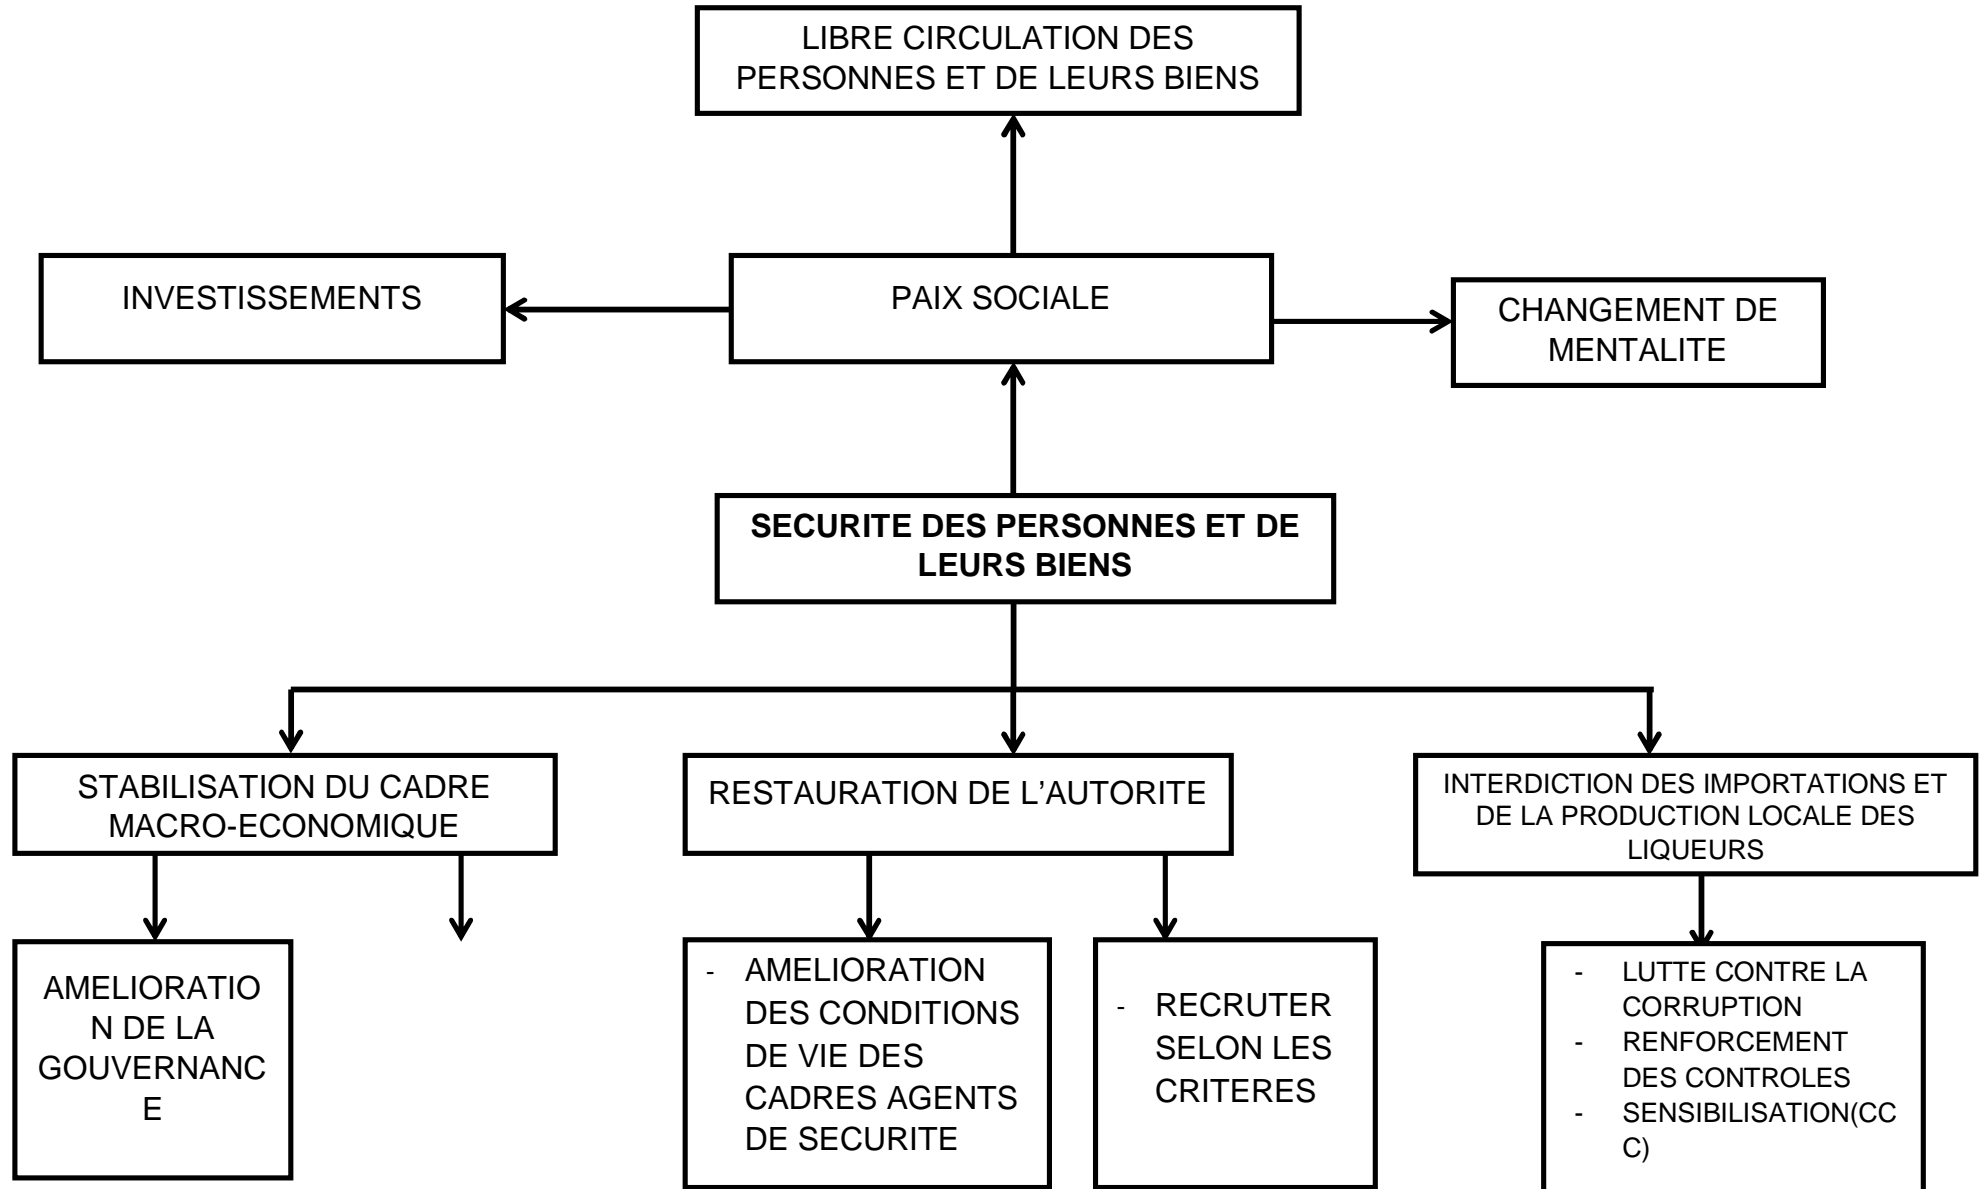 LIBRE CIRCULATION DES
PERSONNES ET DE LEURS BIENS
INVESTISSEMENTS
PAIX SOCIALE
CHANGEMENT DE
MENTALITE
SECURITE DES PERSONNES ET DE
LEURS BIENS
STABILISATION DU CADRE
MACRO-ECONOMIQUE
RESTAURATION DE L’AUTORITE
INTERDICTION DES IMPORTATIONS ET
DE LA PRODUCTION LOCALE DES
LIQUEURS
AMELIORATIO
N DE LA
GOUVERNANC
E
- AMELIORATION
DES CONDITIONS
DE VIE DES
CADRES AGENTS
DE SECURITE
- RECRUTER
SELON LES
CRITERES
- LUTTE CONTRE LA
CORRUPTION
- RENFORCEMENT
DES CONTROLES
- SENSIBILISATION(CC
C)